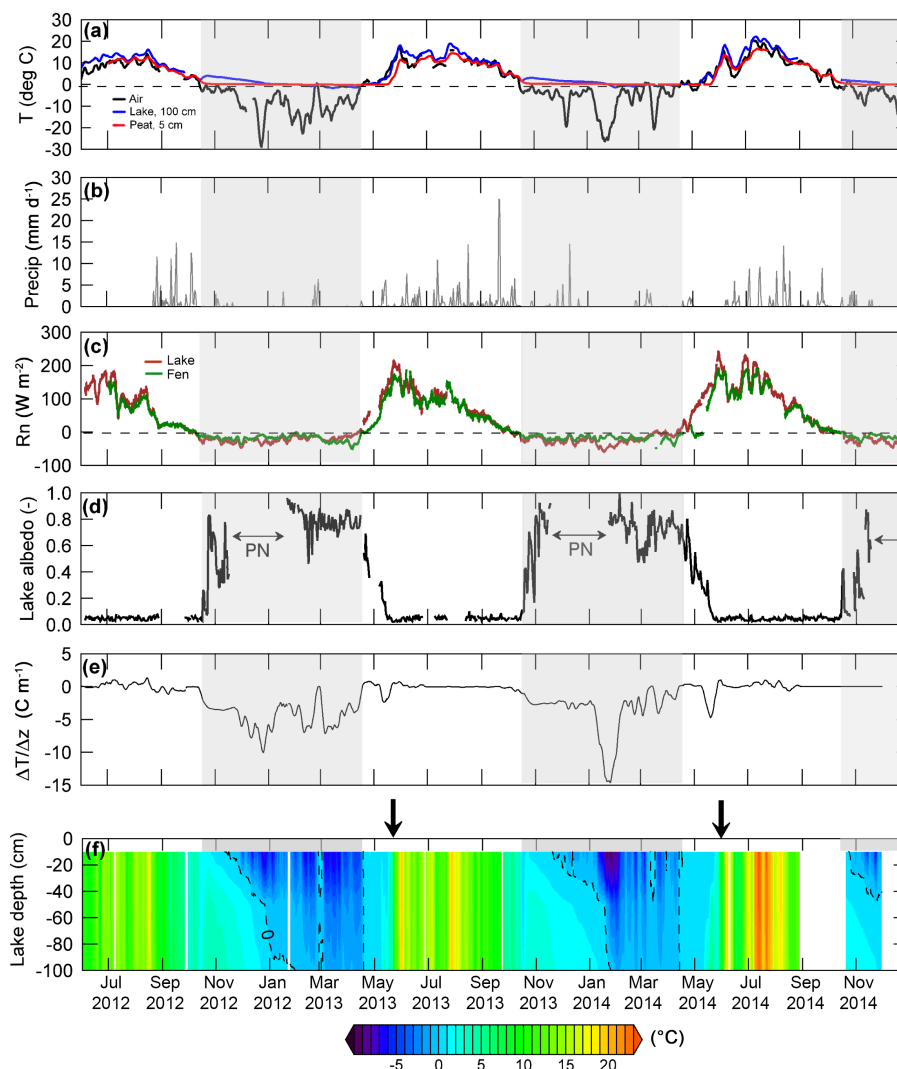 (a)
T (deg C)
30
20
10
0
-10
-20
-30
Air
Lake, 100 cm
Peat, 5 cm
(b)
Precip (mm d-1)
30
25
20
15
10
5
0
(c)
Rn (W m-2)
300
200
100
0
-100
Lake
Fen
(d)
Lake albedo (-)
1.0
0.8
0.6
0.4
0.2
0.0
PN
PN
(e)
ΔT/Δz (C m-1)
5
0
-5
-10
-15
(f)
Lake depth (cm)
0
-20
-40
-60
-80
-100
0
Jul Sep Nov Jan Mar May Jul Sep Nov Jan Mar May Jul Sep Nov
2012 2012 2012 2012 2013 2013 2013 2013 2013 2014 2014 2014 2014 2014 2014
-5 0 5 10 15 20 (°C)